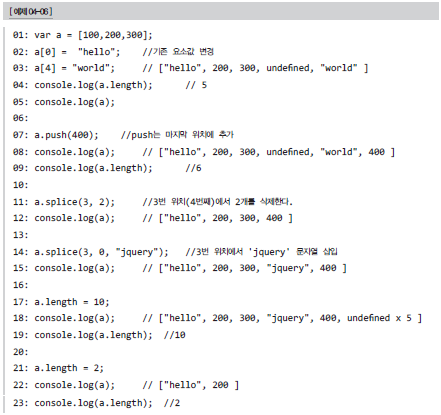 [예제 04-06]
01: var a = [100,200,300];
02: a[0] =  "hello";    //기존 요소값 변경
03: a[4] = "world";    // ["hello", 200, 300, undefined, "world" ]
04: console.log(a.length);      // 5
05: console.log(a);
06:
07: a.push(400);    //push는 마지막 위치에 추가
08: console.log(a);    // ["hello", 200, 300, undefined, "world", 400 ]
09: console.log(a.length);      //6
10:
11: a.splice(3, 2);     //3번 위치(4번째)에서 2개를 삭제한다.
12: console.log(a);    // ["hello", 200, 300, 400 ]
13:
14: a.splice(3, 0, "jquery");   //3번 위치에서 'jquery' 문자열 삽입
15: console.log(a);    // ["hello", 200, 300, "jquery", 400 ]
16:
17: a.length = 10;
18: console.log(a);    // ["hello", 200, 300, "jquery", 400, undefined x 5 ]
19: console.log(a.length);  //10
20:
21: a.length = 2;
22: console.log(a);    // ["hello", 200 ]
23: console.log(a.length);  //2